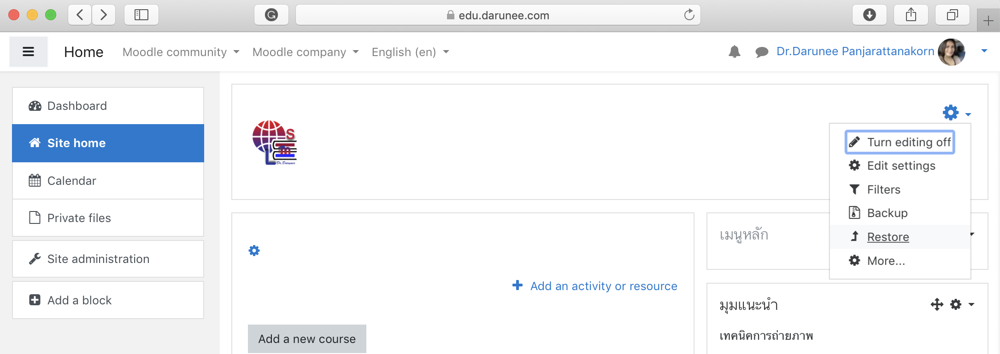 edu.darunee.com
Home Moodle community Moodle company English (en) Dr.Darunee Panjarattanakorn
Dashboard
Site home
Calendar
Private files
Site administration
Add a block
S
m
L
Dr.Darunee
Turn editing off
Edit settings
Filters
Backup
Restore
More...
Add an activity or resource
Add a new course
เมนูหลัก
มุมแนะนำ
เทคนิคการถ่ายภาพ